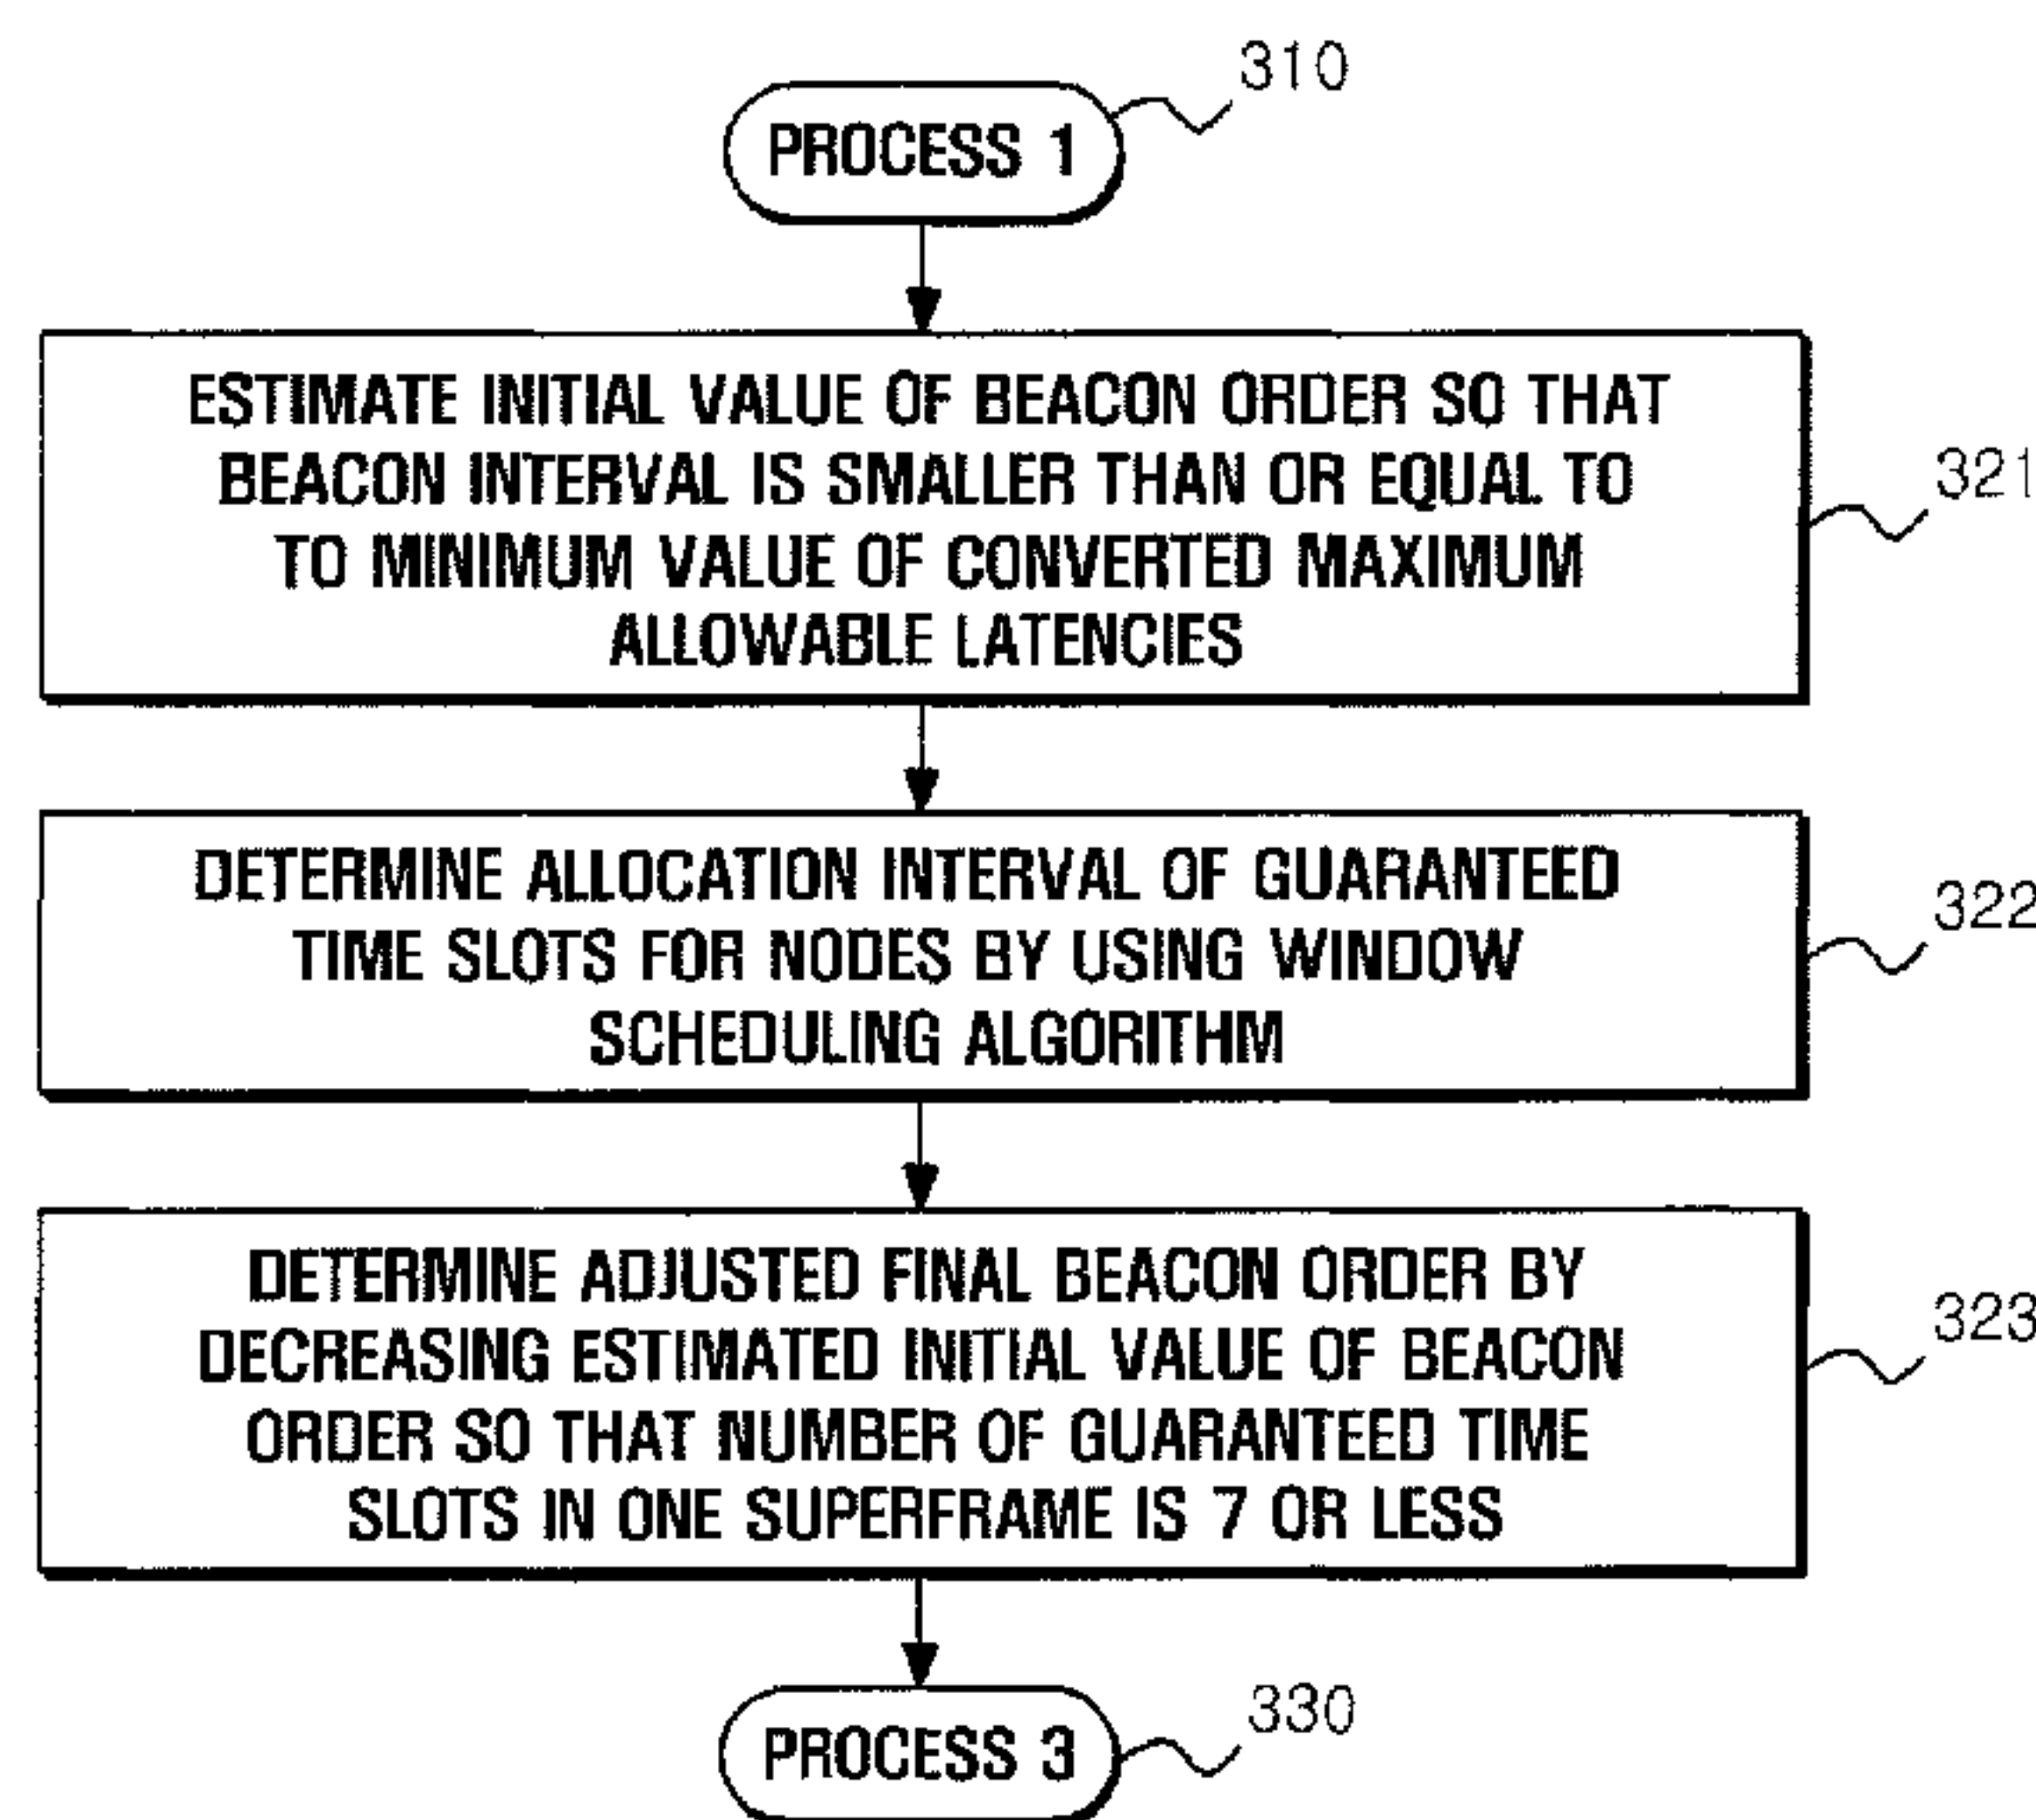 310
PROCESS 1
ESTIMATE INITIAL VALUE OF BEACON ORDER SO THAT
BEACON INTERVAL IS SMALLER THAN OR EQUAL TO
TO MINIMUM VALUE OF CONVERTED MAXIMUM
ALLOWABLE LATENCIES
321
DETERMINE ALLOCATION INTERVAL OF GUARANTEED
TIME SLOTS FOR NODES BY USING WINDOW
SCHEDULING ALGORITHM
322
DETERMINE ADJUSTED FINAL BEACON ORDER BY
DECREASING ESTIMATED INITIAL VALUE OF BEACON
ORDER SO THAT NUMBER OF GUARANTEED TIME
SLOTS IN ONE SUPERFRAME IS 7 OR LESS
323
PROCESS 3
330